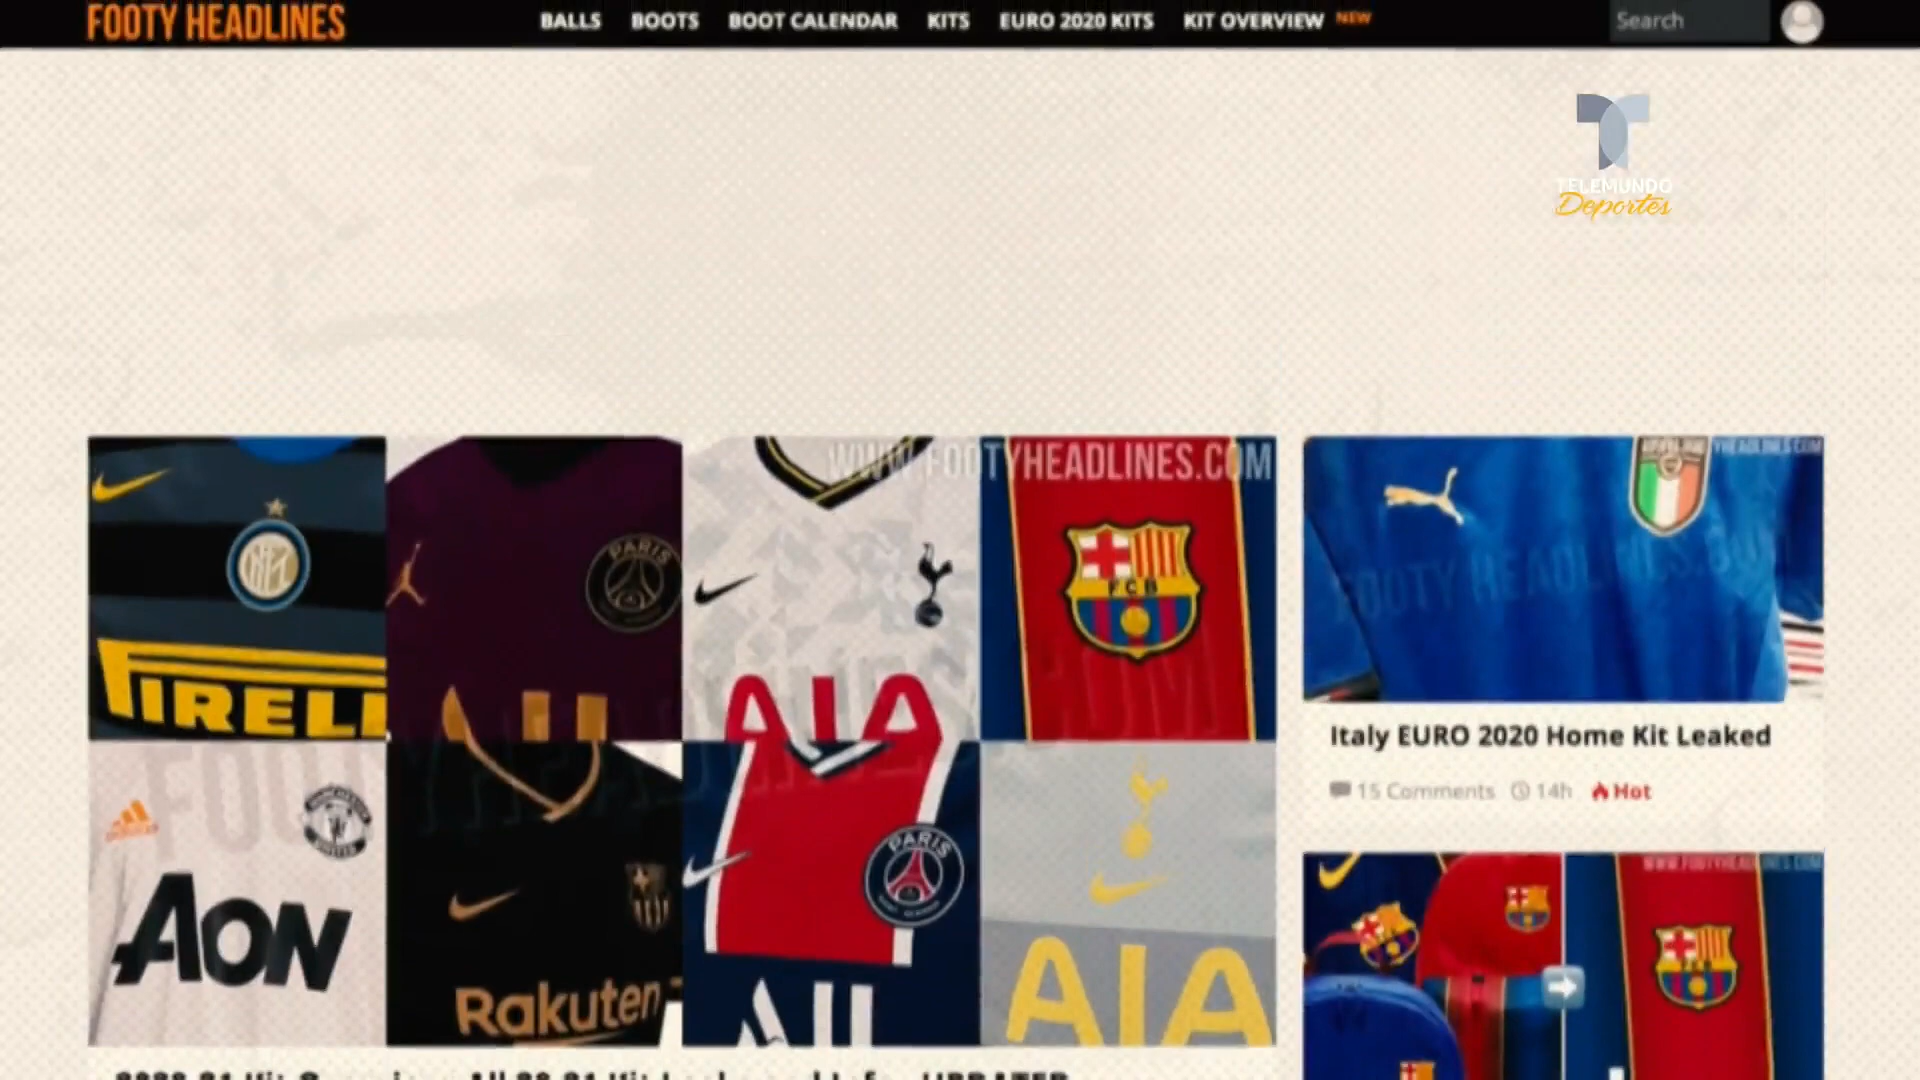 FOOTY HEADLINES
BALLS BOOTS BOOT CALENDAR KITS EURO 2020 KITS KIT OVERVIEW NEW
Search
TELEMUNDO
Deportes
WWW.FOOTYHEADLINES.COM
PARIS
FCB
PIRELL
AIA
FOOTY HEADLINES.COM
Italy EURO 2020 Home Kit Leaked
15 Comments 14h Hot
AON
Rakuten
PARIS
AIA
WWW.FOOTYHEADLINES.COM